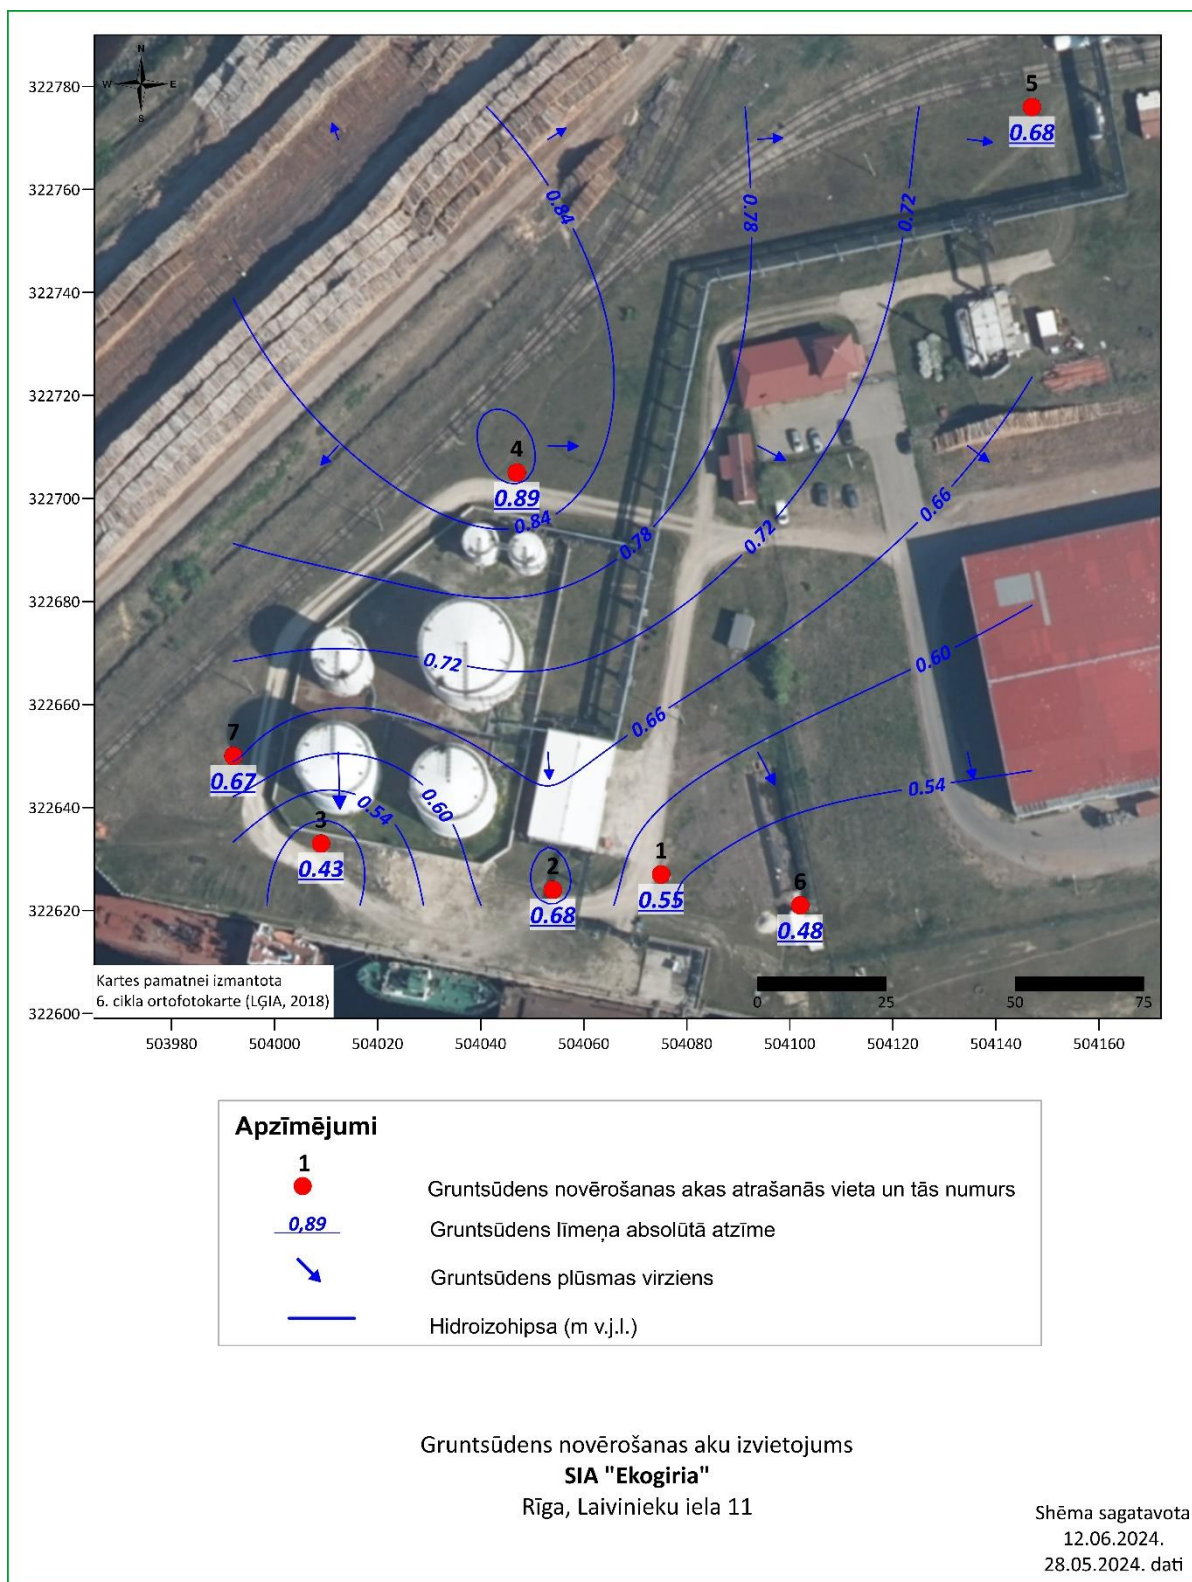 N
W E
S
322780
322760
322740
322720
322700
322680
322660
322640
322620
322600
5
0.68
0.84
0.78
0.72
4
0.89
0.84
0.78
0.72
0.66
0.72
0.60
0.66
7
0.67
0.54
0.60
0.54
3
0.43
2
0.68
1
0.55
6
0.48
Kartes pamatnei izmantota
6. cikla ortofotokarte (LĢIA, 2018)
0 25 50 75
503980 504000 504020 504040 504060 504080 504100 504120 504140 504160
Apzīmējumi
1
Gruntsūdens novērošanas akas atrašanās vieta un tās numurs
0,89 Gruntsūdens līmeņa absolūtā atzīme
Gruntsūdens plūsmas virziens
Hidroizohipsa (m v.j.l.)
Gruntsūdens novērošanas aku izvietojums
SIA "Ekogiria"
Rīga, Laivinieku iela 11
Shēma sagatavota
12.06.2024.
28.05.2024. dati